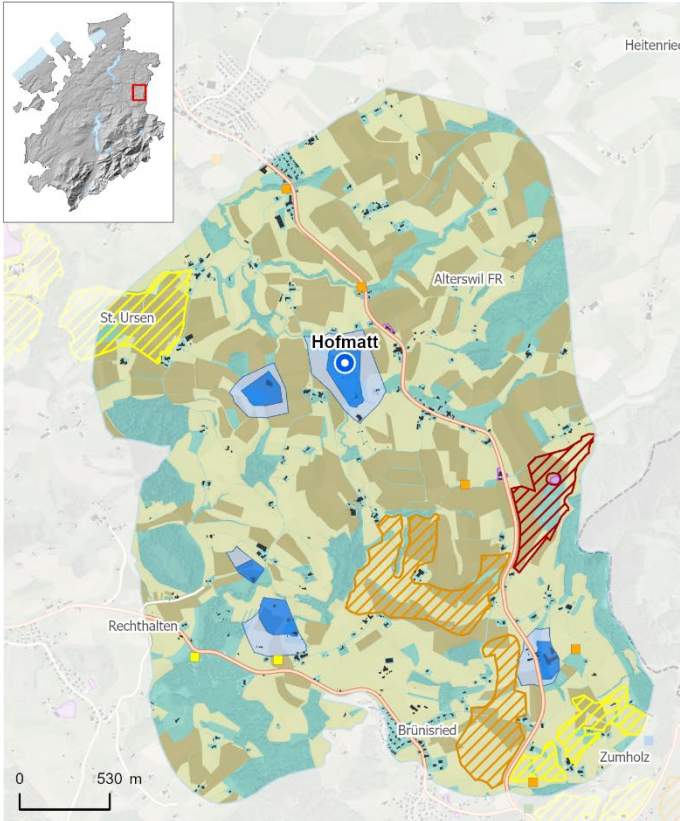 Heitenried
Alterswil FR
St. Ursen
Hofmatt
Rechthalten
Brünisried
Zumholz
0 530 m